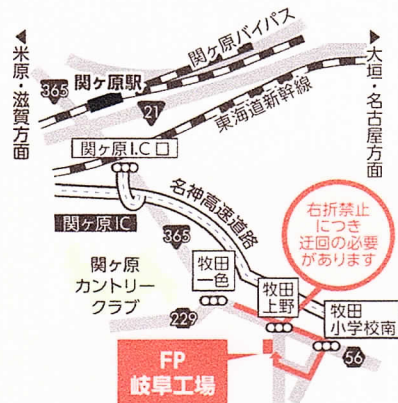 ◀米原・滋賀方面
365
関ヶ原駅
関ヶ原バイパス
21
東海道新幹線
▶大垣・名古屋方面
関ヶ原I.C口
関ヶ原IC
名神高速道路
365
右折禁止
につき
迂回の必要
があります
関ヶ原
カントリー
クラブ
牧田
一色
牧田
上野
牧田
小学校南
229
56
FP
岐阜工場